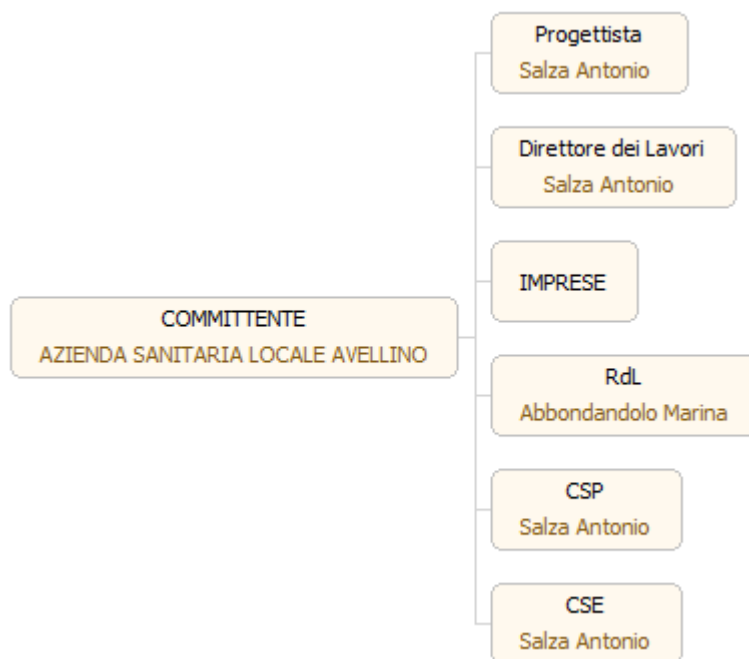 Progettista
Salza Antonio
Direttore dei Lavori
Salza Antonio
IMPRESE
COMMITTENTE
AZIENDA SANITARIA LOCALE AVELLINO
RdL
Abbondandolo Marina
CSP
Salza Antonio
CSE
Salza Antonio